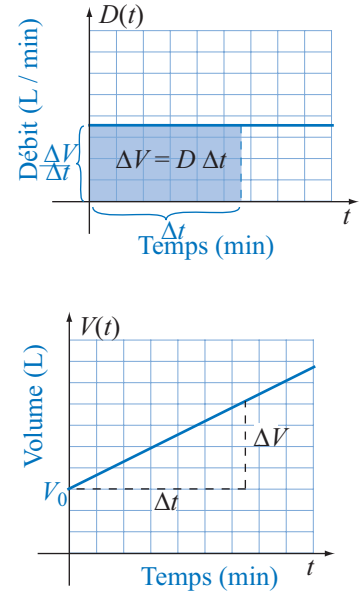 D(t)
Débit (L / min)
ΔV
Δt
ΔV = D Δt
Δt
t
Temps (min)
V(t)
Volume (L)
V₀
ΔV
Δt
t
Temps (min)